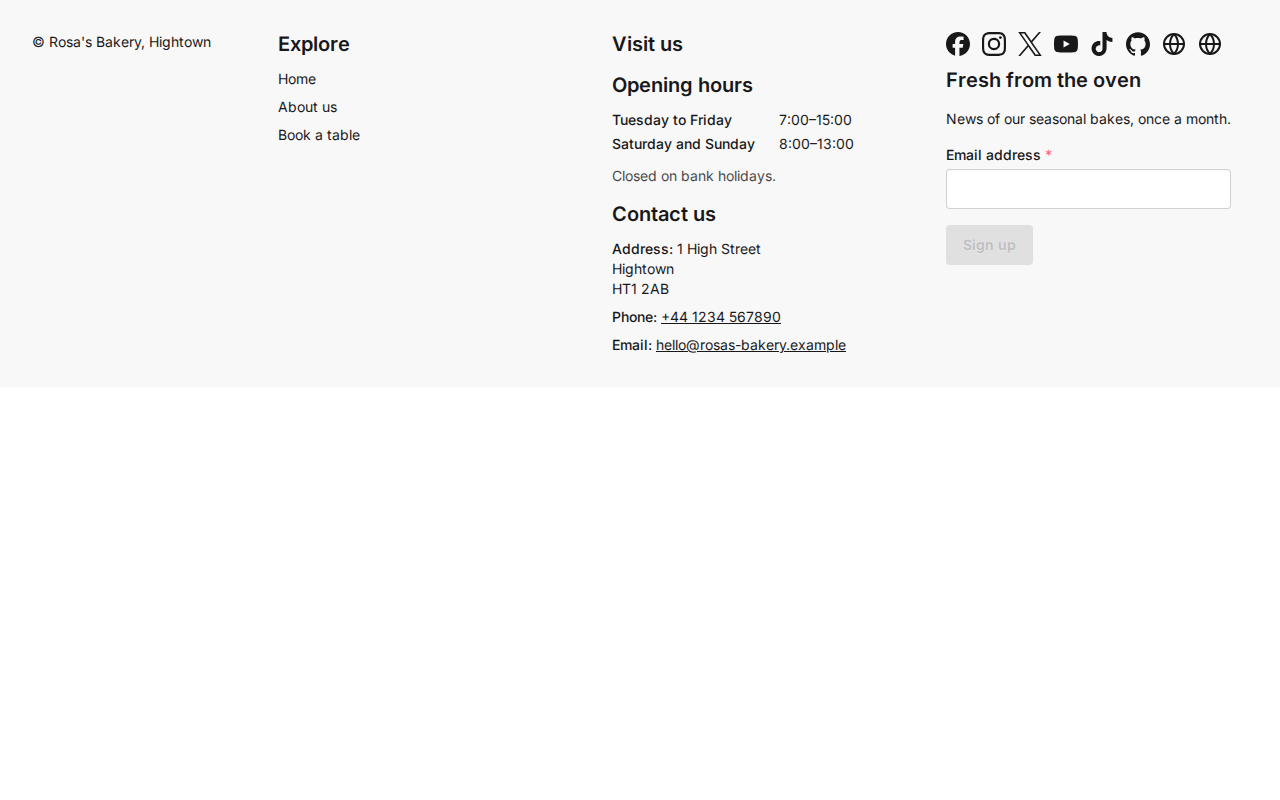 © Rosa's Bakery, Hightown
Explore
Home
About us
Book a table
Visit us
Opening hours
Tuesday to Friday 7:00–15:00
Saturday and Sunday 8:00–13:00
Closed on bank holidays.
Contact us
Address: 1 High Street
Hightown
HT1 2AB
Phone: +44 1234 567890
Email: hello@rosas-bakery.example
Fresh from the oven
News of our seasonal bakes, once a month.
Email address *
Sign up